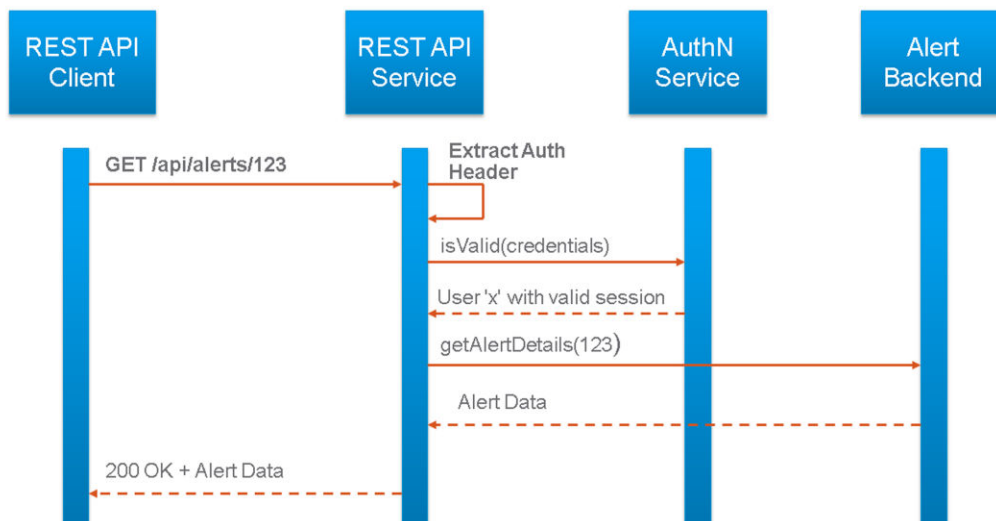 REST API
Client
REST API
Service
AuthN
Service
Alert
Backend
GET /api/alerts/123
Extract Auth
Header
isValid(credentials)
User 'x' with valid session
getAlertDetails(123)
Alert Data
200 OK + Alert Data